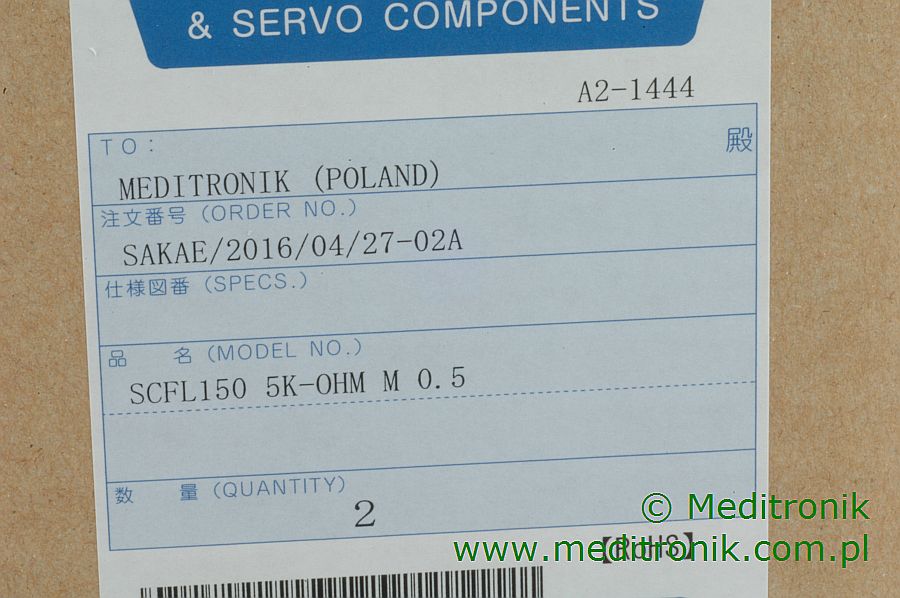 & SERVO COMPONENTS
A2-1444
TO:
殿
MEDITRONIK (POLAND)
注文番号 (ORDER NO.)
SAKAE/2016/04/27-02A
仕様図番 (SPECS.)
品 名 (MODEL NO.)
SCFL150 5K-OHM M 0.5
数 量 (QUANTITY)
2
【RoHS】
© Meditronik
www.meditronik.com.pl